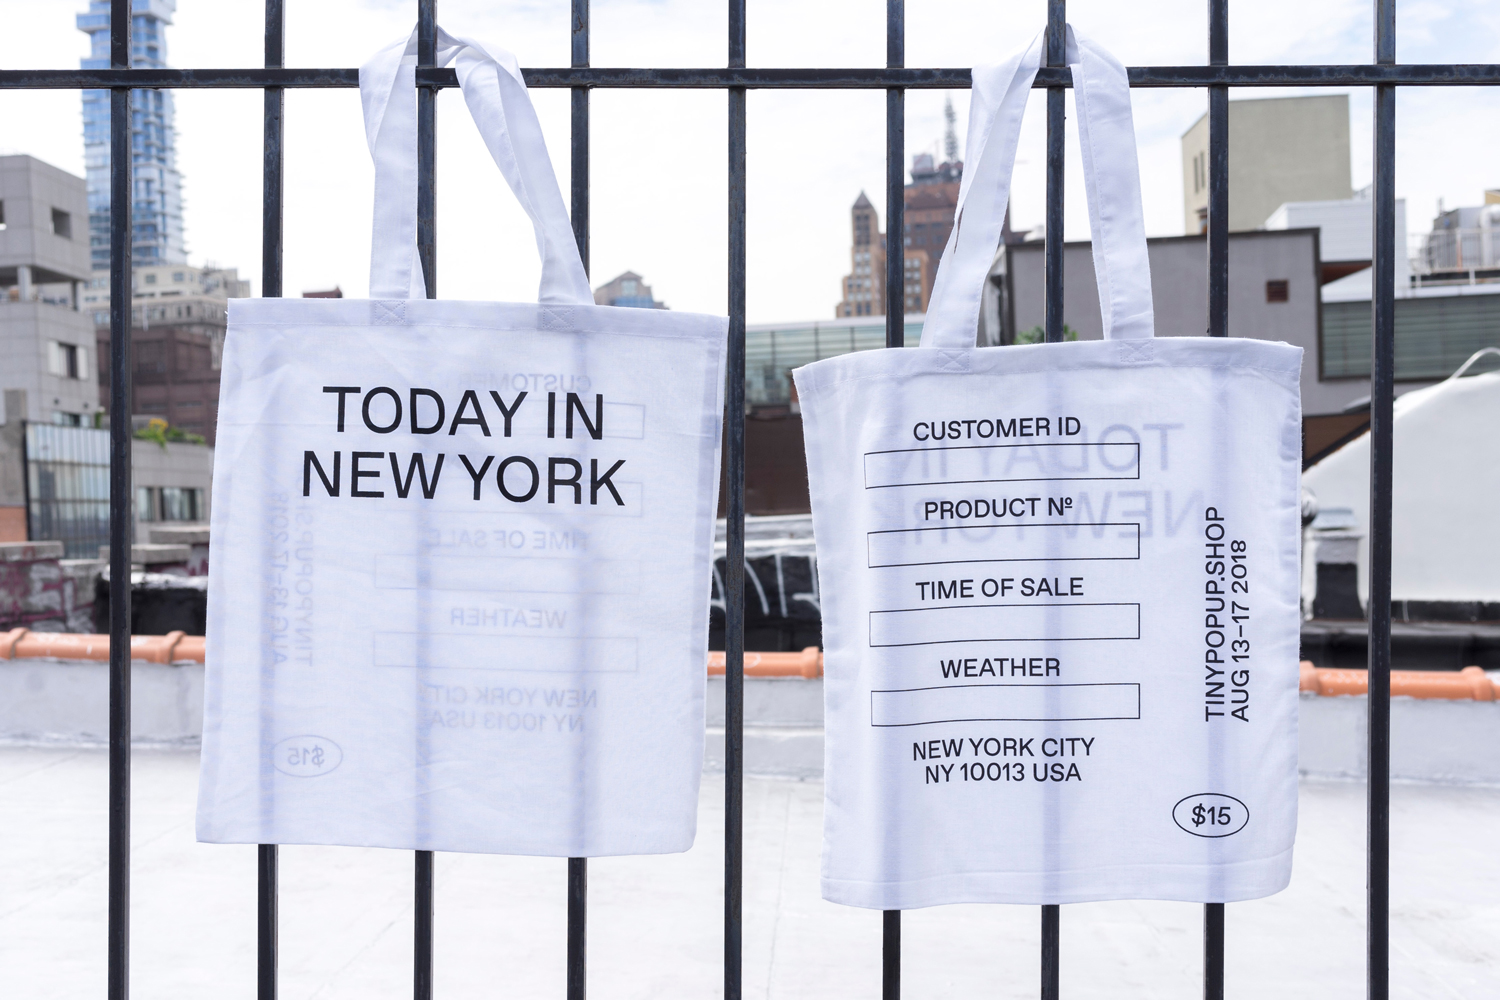 TODAY IN
NEW YORK
CUSTOMER ID
PRODUCT Nº
TIME OF SALE
WEATHER
NEW YORK CITY
NY 10013 USA
TINYPOPUP.SHOP
AUG 13–17 2018
$15